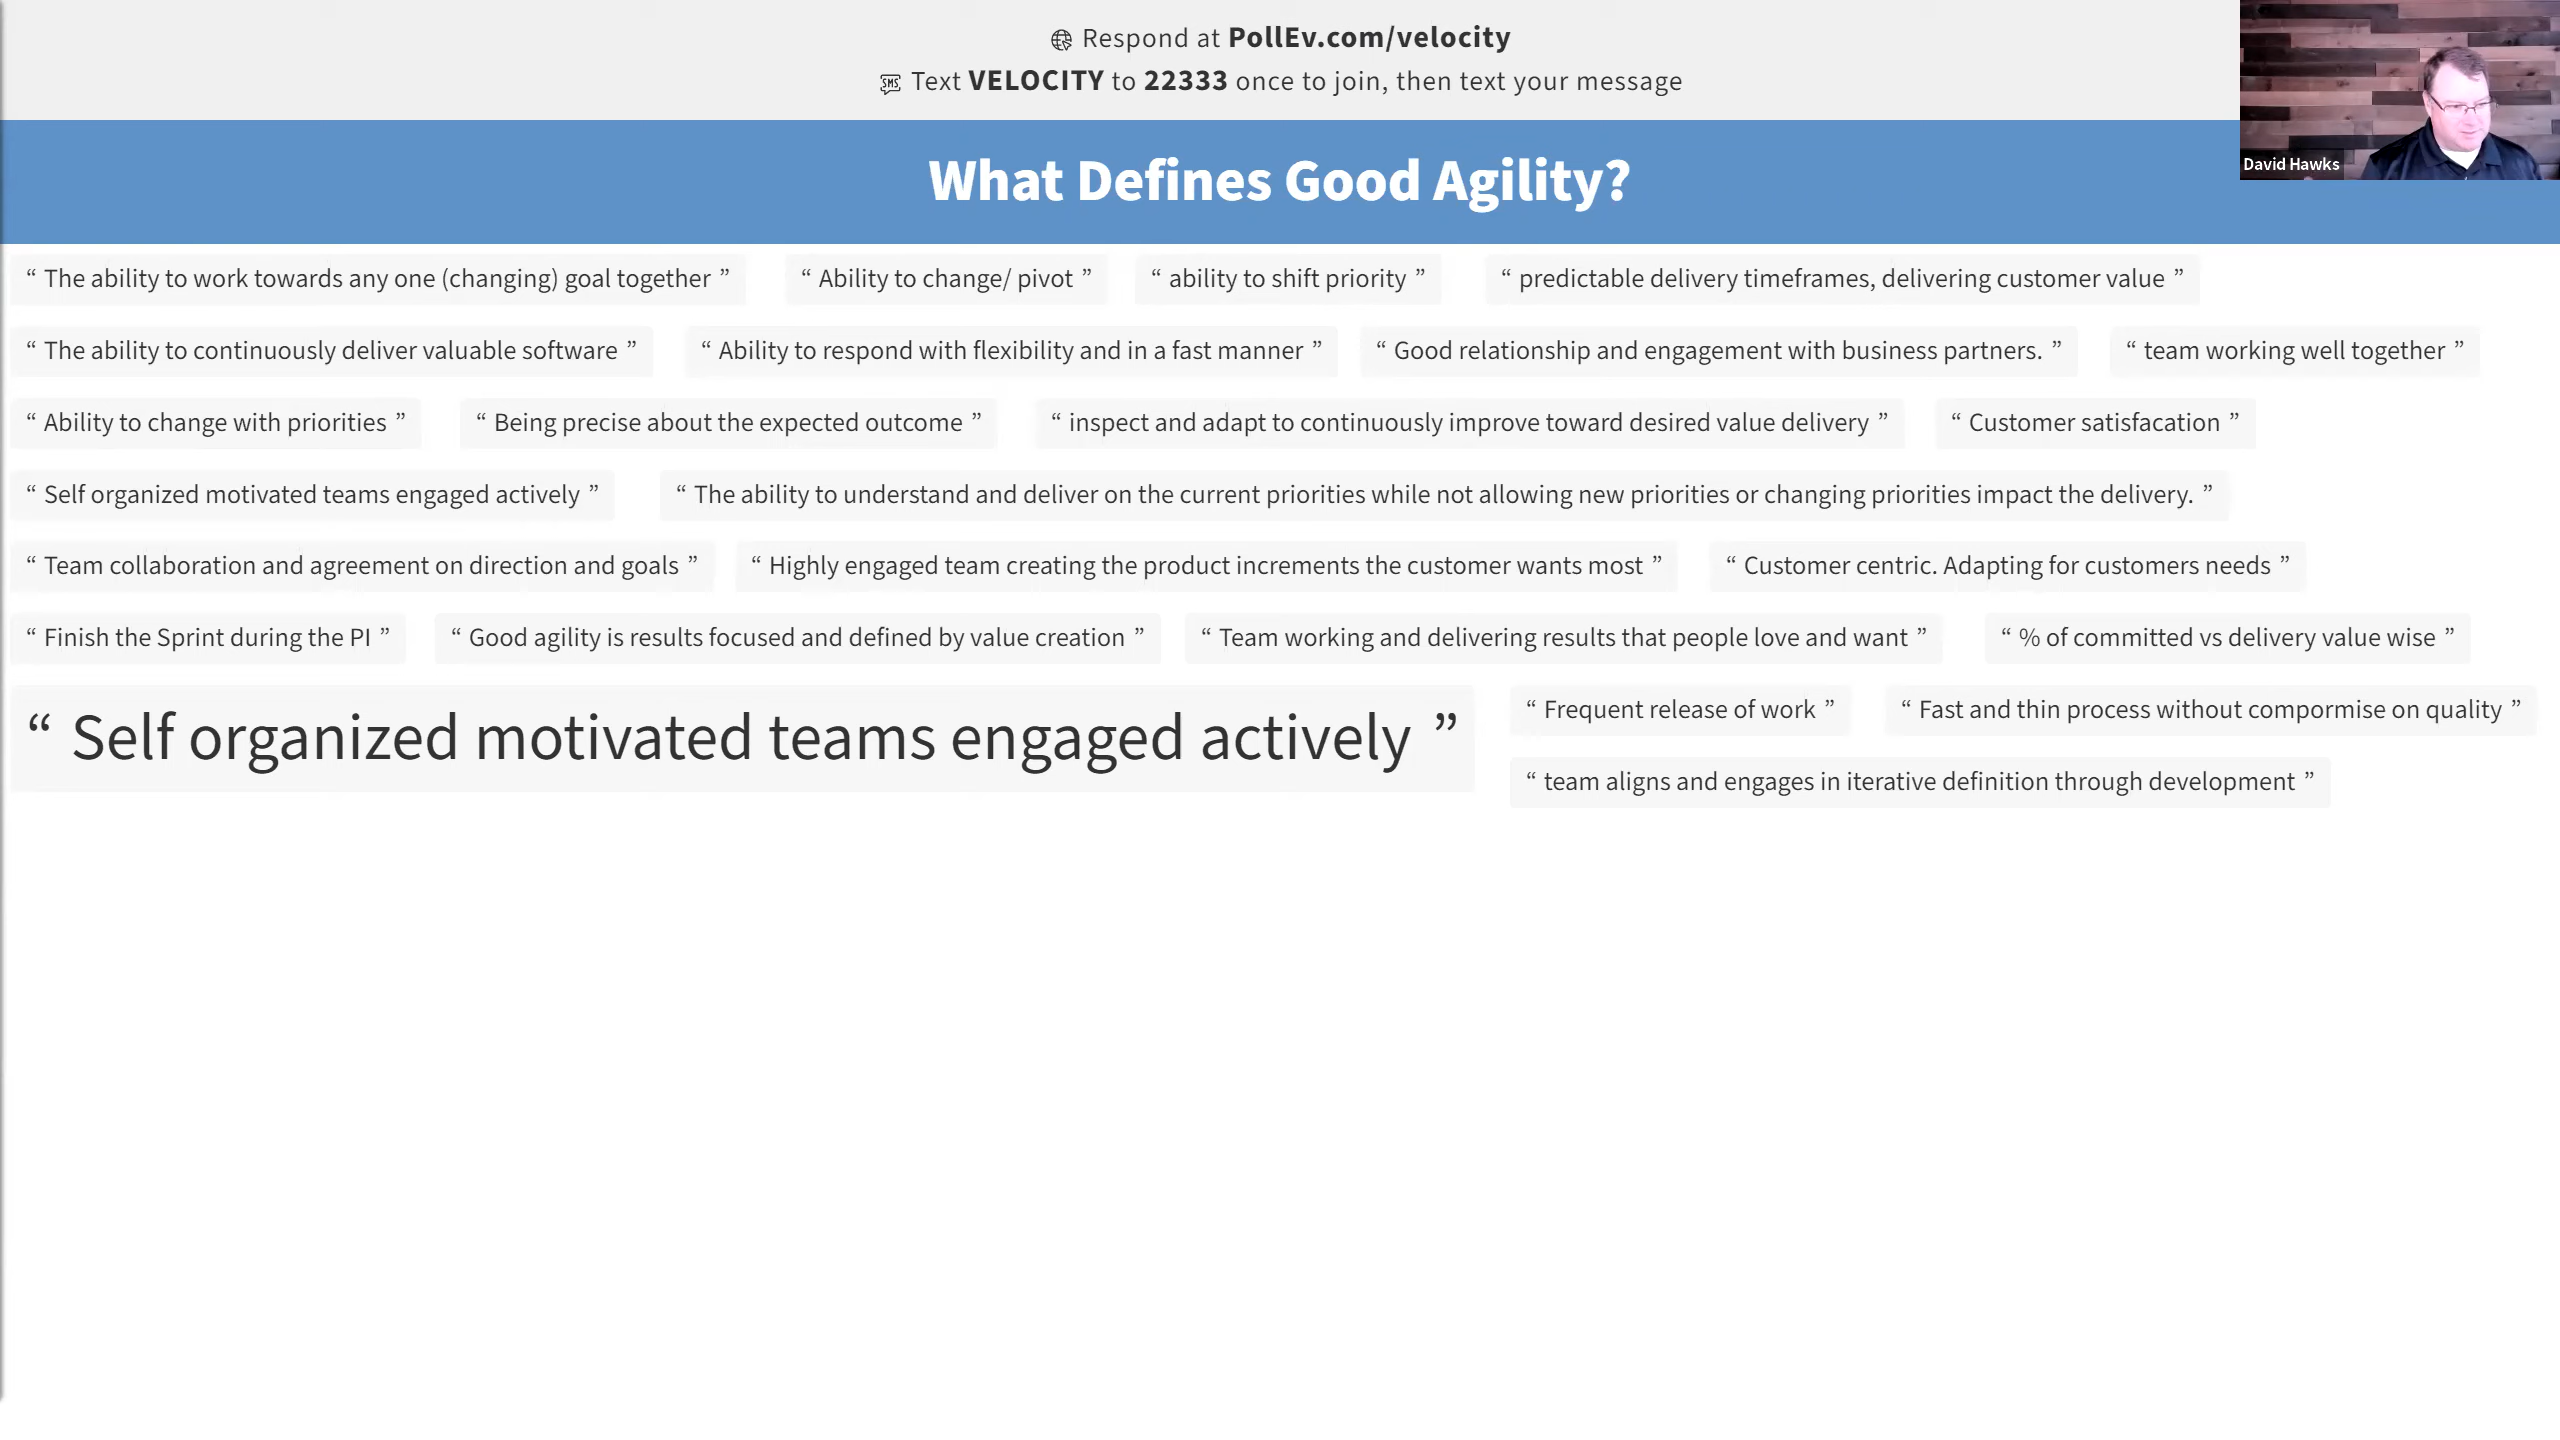 Respond at PollEv.com/velocity
Text VELOCITY to 22333 once to join, then text your message
David Hawks
What Defines Good Agility?
“ The ability to work towards any one (changing) goal together ”
“ Ability to change/ pivot ”
“ ability to shift priority ”
“ predictable delivery timeframes, delivering customer value ”
“ The ability to continuously deliver valuable software ”
“ Ability to respond with flexibility and in a fast manner ”
“ Good relationship and engagement with business partners. ”
“ team working well together ”
“ Ability to change with priorities ”
“ Being precise about the expected outcome ”
“ inspect and adapt to continuously improve toward desired value delivery ”
“ Customer satisfacation ”
“ Self organized motivated teams engaged actively ”
“ The ability to understand and deliver on the current priorities while not allowing new priorities or changing priorities impact the delivery. ”
“ Team collaboration and agreement on direction and goals ”
“ Highly engaged team creating the product increments the customer wants most ”
“ Customer centric. Adapting for customers needs ”
“ Finish the Sprint during the PI ”
“ Good agility is results focused and defined by value creation ”
“ Team working and delivering results that people love and want ”
“ % of committed vs delivery value wise ”
“ Self organized motivated teams engaged actively ”
“ Frequent release of work ”
“ Fast and thin process without compormise on quality ”
“ team aligns and engages in iterative definition through development ”